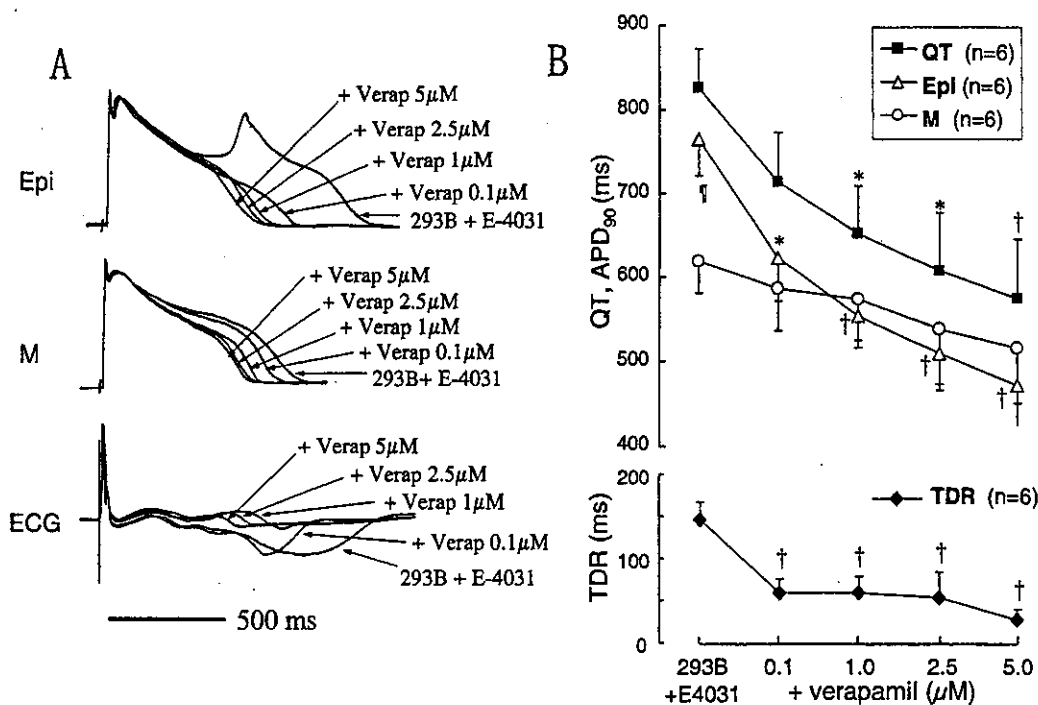 A
Epi
+ Verap 5µM
+ Verap 2.5µM
+ Verap 1µM
+ Verap 0.1µM
293B + E-4031
M
+ Verap 5µM
+ Verap 2.5µM
+ Verap 1µM
+ Verap 0.1µM
293B+ E-4031
ECG
+ Verap 5µM
+ Verap 2.5µM
+ Verap 1µM
+ Verap 0.1µM
293B + E-4031
500 ms
B
QT (n=6)
Epi (n=6)
M (n=6)
QT, APD90 (ms)
900
800
700
600
500
400
¶
*
*
*
†
†
†
†
TDR (n=6)
TDR (ms)
200
100
0
†
†
†
†
293B +E4031
0.1
1.0
2.5
5.0
+ verapamil (µM)